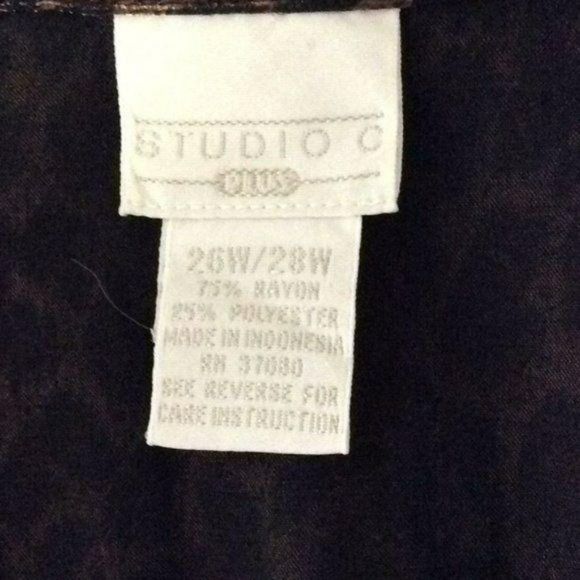 STUDIO C
PLUS
26W/28W
75% RAYON
25% POLYESTER
MADE IN INDONESIA
RN 37080
SEE REVERSE FOR
CARE INSTRUCTION